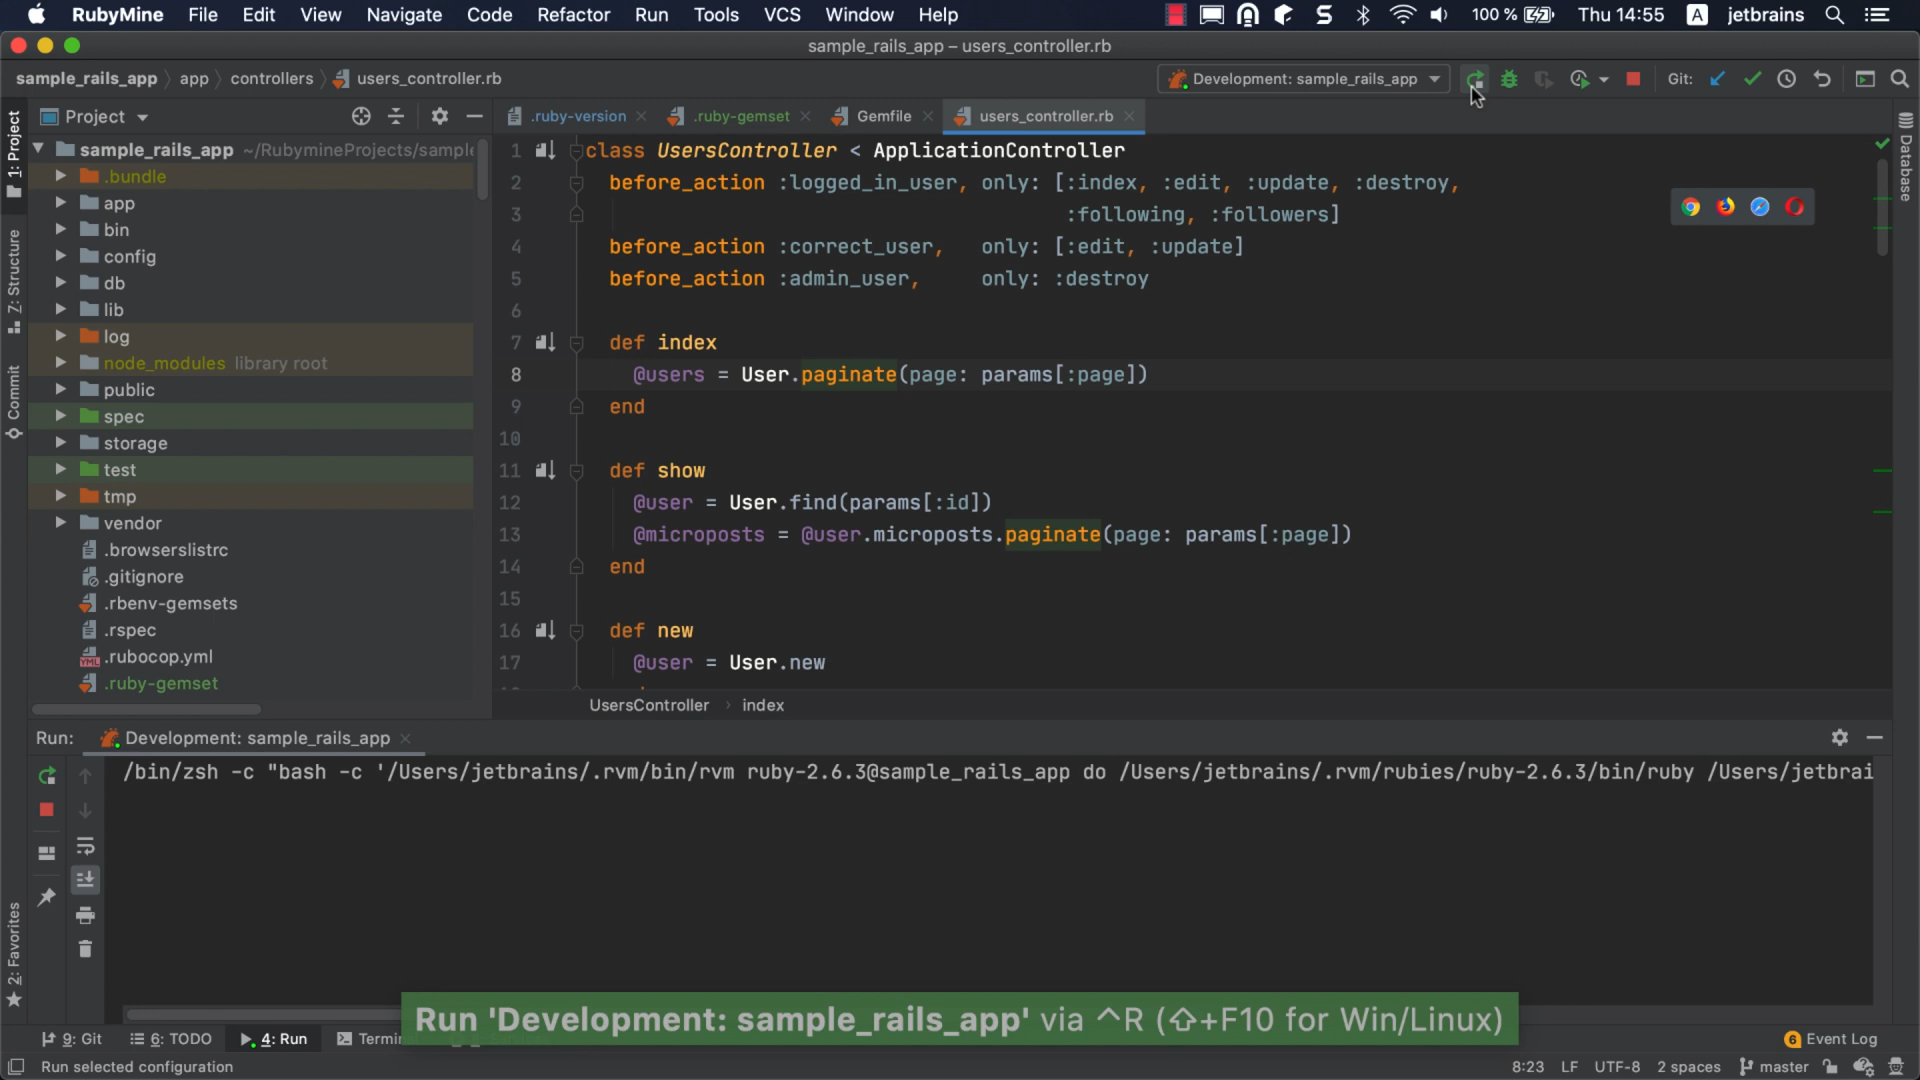 RubyMine File Edit View Navigate Code Refactor Run Tools VCS Window Help 100 % Thu 14:55 A jetbrains
sample_rails_app – users_controller.rb
sample_rails_app app controllers users_controller.rb Development: sample_rails_app Git:
Project .ruby-version .ruby-gemset Gemfile users_controller.rb
1: Project
Z: Structure
Commit
2: Favorites
Database
sample_rails_app ~/RubymineProjects/sample
.bundle
app
bin
config
db
lib
log
node_modules library root
public
spec
storage
test
tmp
vendor
.browserslistrc
.gitignore
.rbenv-gemsets
.rspec
.rubocop.yml
.ruby-gemset
1 class UsersController < ApplicationController
2 before_action :logged_in_user, only: [:index, :edit, :update, :destroy,
3 :following, :followers]
4 before_action :correct_user, only: [:edit, :update]
5 before_action :admin_user, only: :destroy
6
7 def index
8 @users = User.paginate(page: params[:page])
9 end
10
11 def show
12 @user = User.find(params[:id])
13 @microposts = @user.microposts.paginate(page: params[:page])
14 end
15
16 def new
17 @user = User.new
UsersController index
Run: Development: sample_rails_app
/bin/zsh -c "bash -c '/Users/jetbrains/.rvm/bin/rvm ruby-2.6.3@sample_rails_app do /Users/jetbrains/.rvm/rubies/ruby-2.6.3/bin/ruby /Users/jetbrai
Run 'Development: sample_rails_app' via ^R (⇧+F10 for Win/Linux)
9: Git 6: TODO 4: Run Termin 6 Event Log
Run selected configuration 8:23 LF UTF-8 2 spaces master